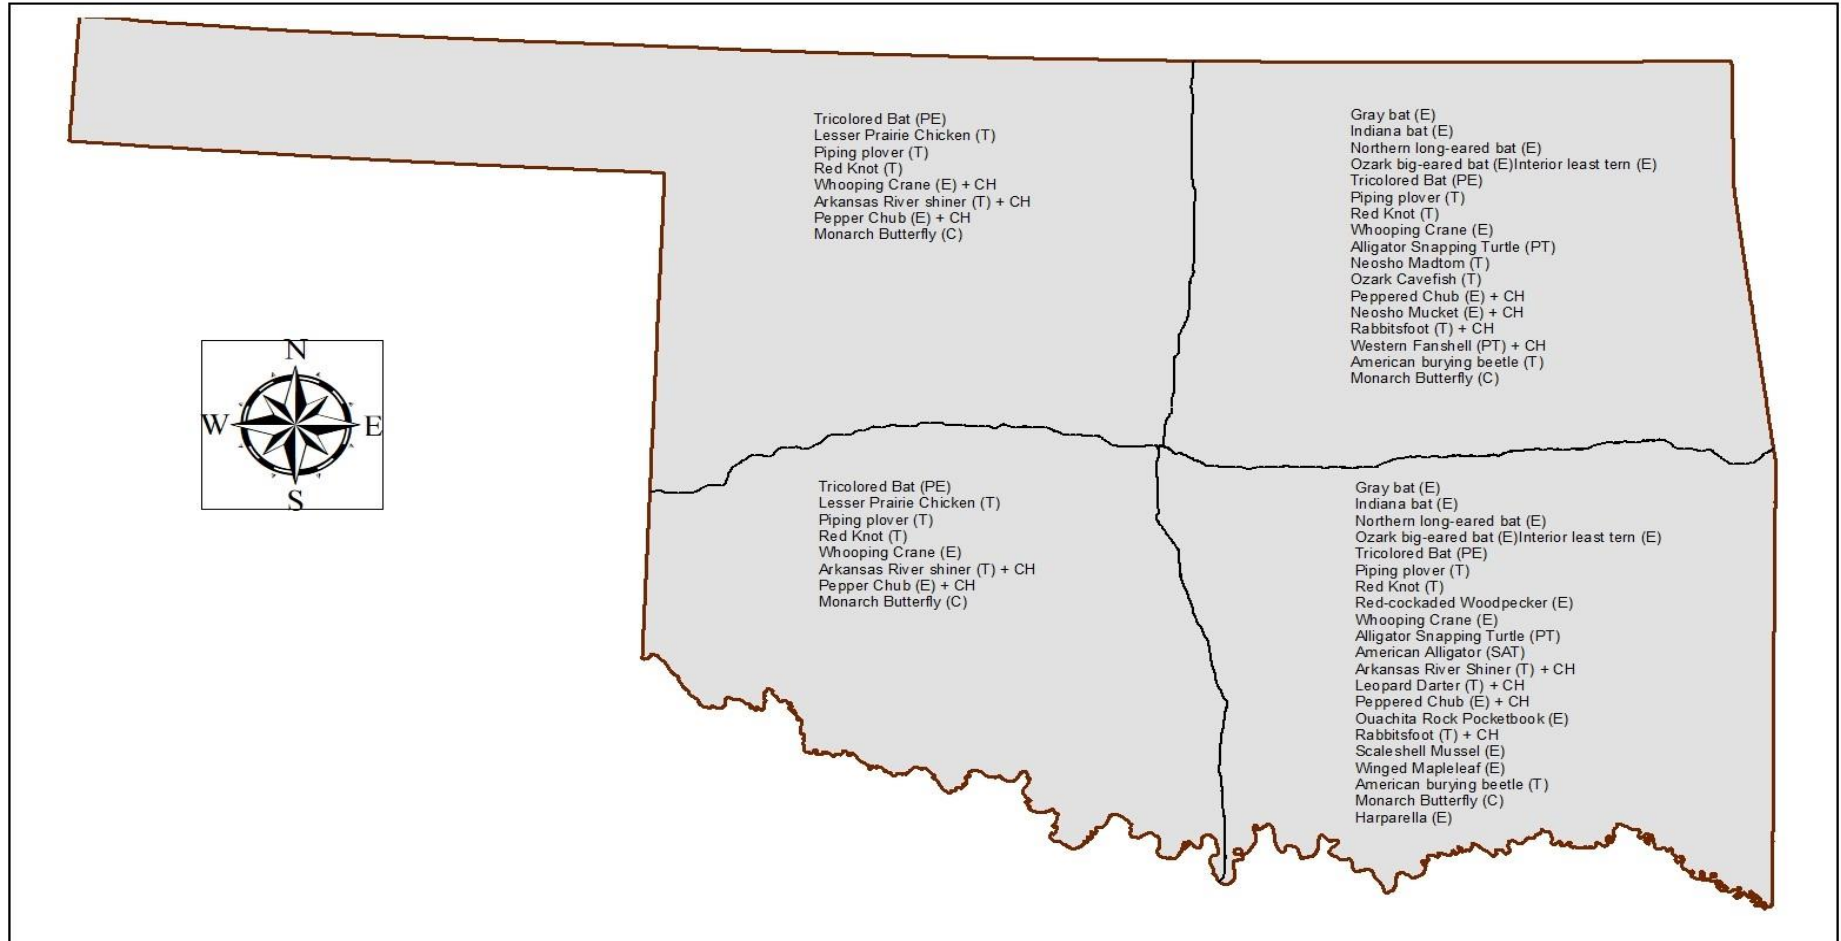 Tricolored Bat (PE)
Lesser Prairie Chicken (T)
Piping plover (T)
Red Knot (T)
Whooping Crane (E) + CH
Arkansas River shiner (T) + CH
Pepper Chub (E) + CH
Monarch Butterfly (C)
Gray bat (E)
Indiana bat (E)
Northern long-eared bat (E)
Ozark big-eared bat (E)Interior least tern (E)
Tricolored Bat (PE)
Piping plover (T)
Red Knot (T)
Whooping Crane (E)
Alligator Snapping Turtle (PT)
Neosho Madtom (T)
Ozark Cavefish (T)
Peppered Chub (E) + CH
Neosho Mucket (E) + CH
Rabbitsfoot (T) + CH
Western Fanshell (PT) + CH
American burying beetle (T)
Monarch Butterfly (C)
N
W
E
S
Tricolored Bat (PE)
Lesser Prairie Chicken (T)
Piping plover (T)
Red Knot (T)
Whooping Crane (E)
Arkansas River shiner (T) + CH
Pepper Chub (E) + CH
Monarch Butterfly (C)
Gray bat (E)
Indiana bat (E)
Northern long-eared bat (E)
Ozark big-eared bat (E)Interior least tern (E)
Tricolored Bat (PE)
Piping plover (T)
Red Knot (T)
Red-cockaded Woodpecker (E)
Whooping Crane (E)
Alligator Snapping Turtle (PT)
American Alligator (SAT)
Arkansas River Shiner (T) + CH
Leopard Darter (T) + CH
Peppered Chub (E) + CH
Ouachita Rock Pocketbook (E)
Rabbitsfoot (T) + CH
Scaleshell Mussel (E)
Winged Mapleleaf (E)
American burying beetle (T)
Monarch Butterfly (C)
Harparella (E)